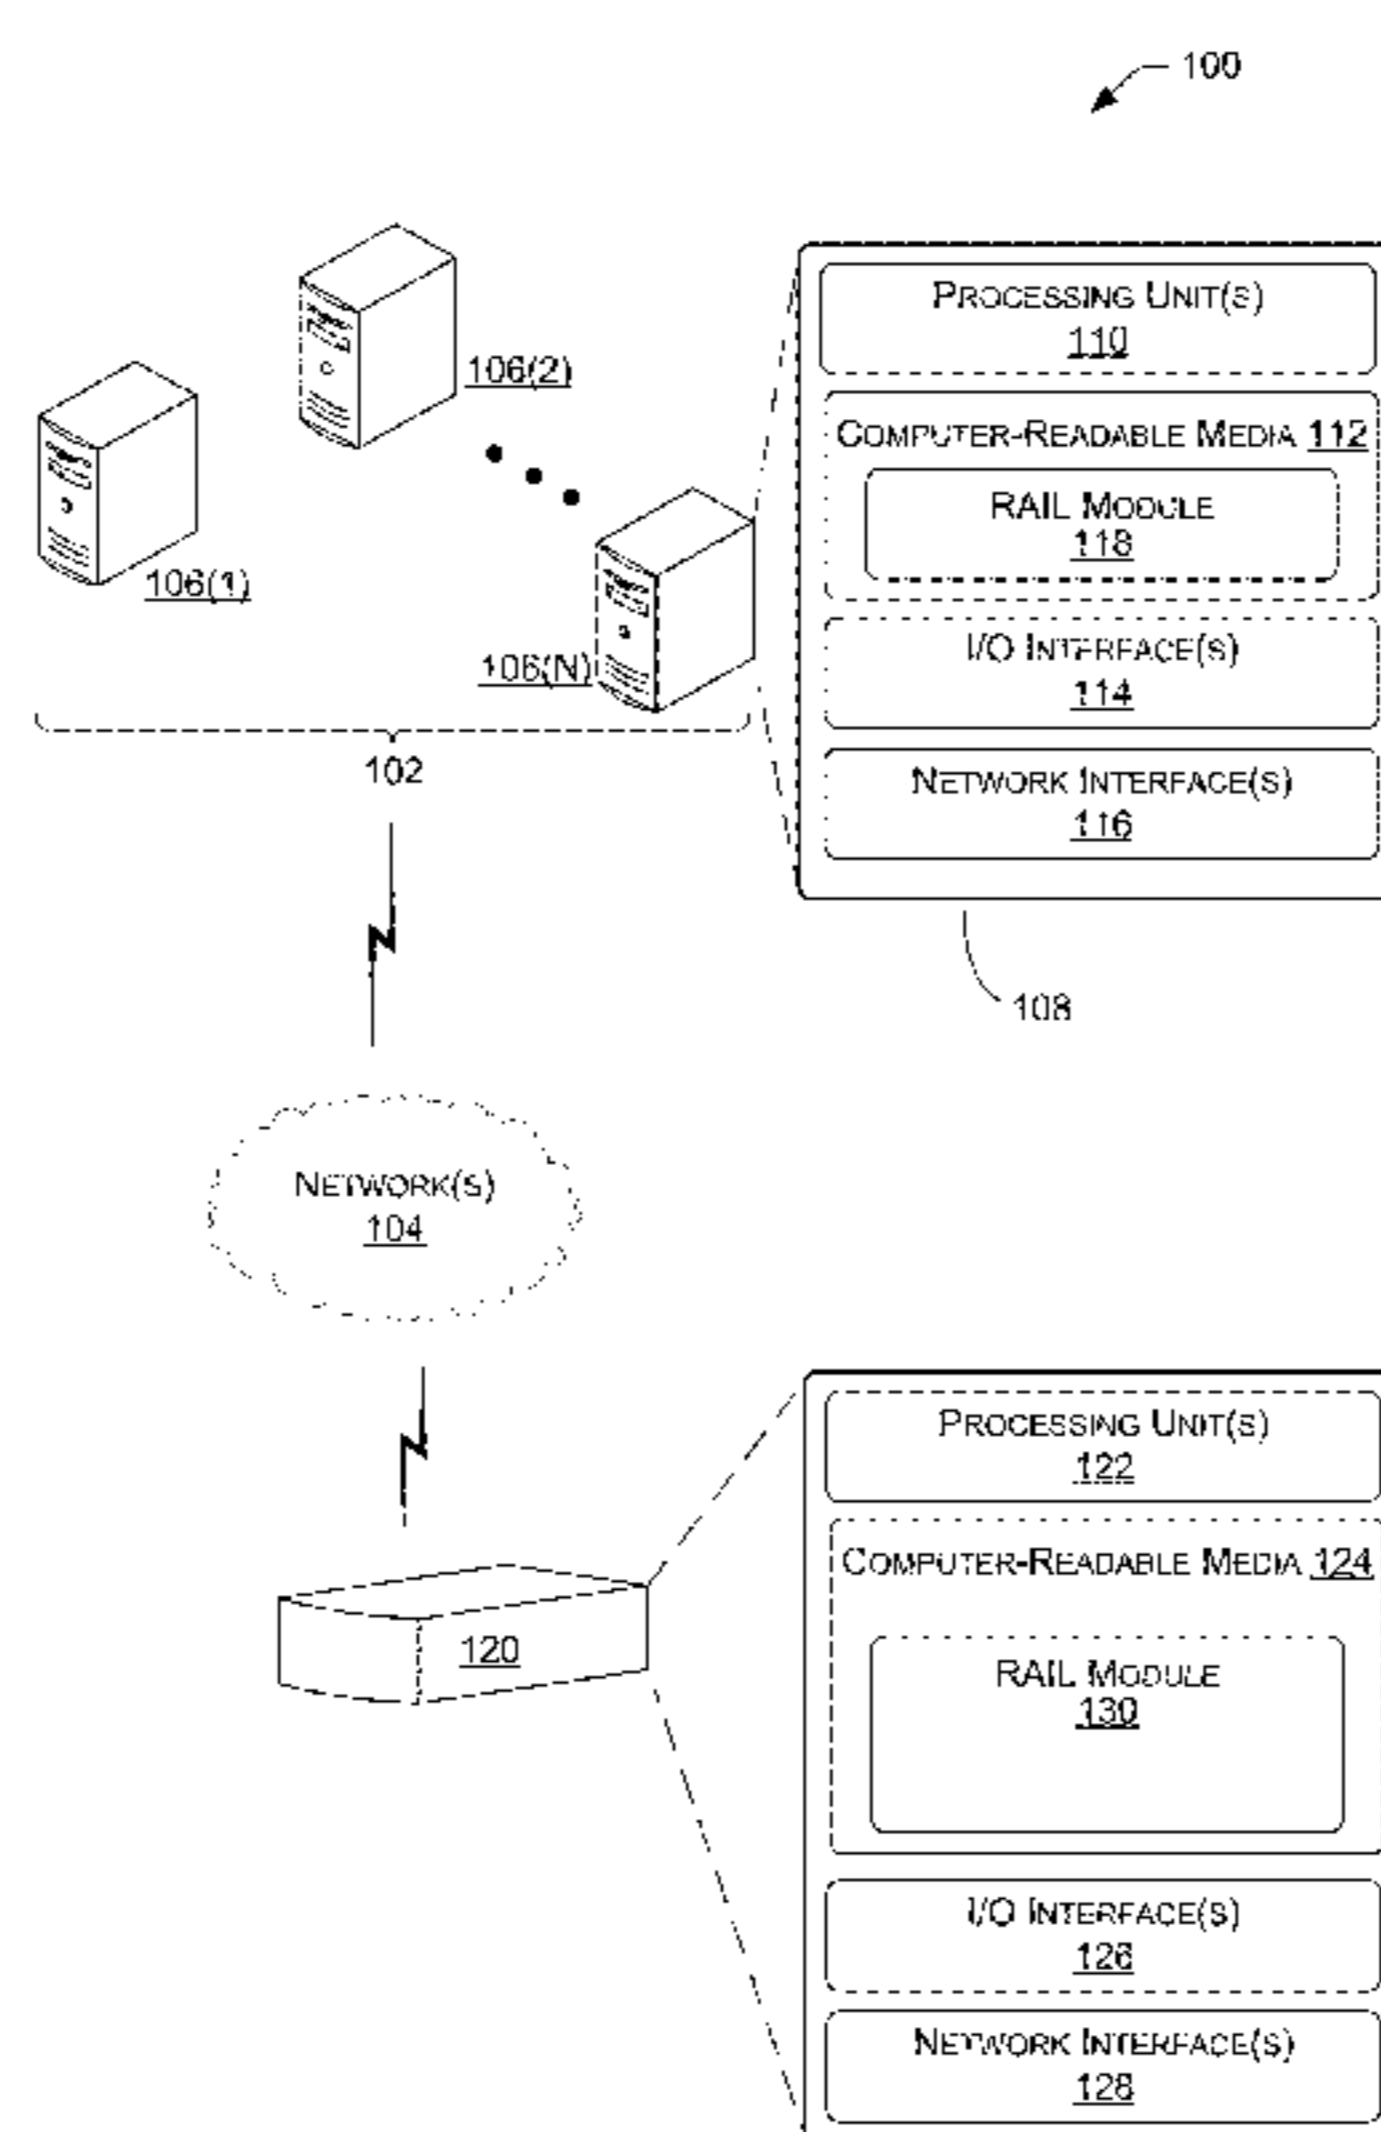 100
PROCESSING UNIT(S)
110
106(2)
COMPUTER-READABLE MEDIA 112
RAIL MODULE
118
106(1)
I/O INTERFACE(S)
114
106(N)
102
NETWORK INTERFACE(S)
116
108
NETWORK(S)
104
PROCESSING UNIT(S)
122
COMPUTER-READABLE MEDIA 124
120
RAIL MODULE
130
I/O INTERFACE(S)
126
NETWORK INTERFACE(S)
128